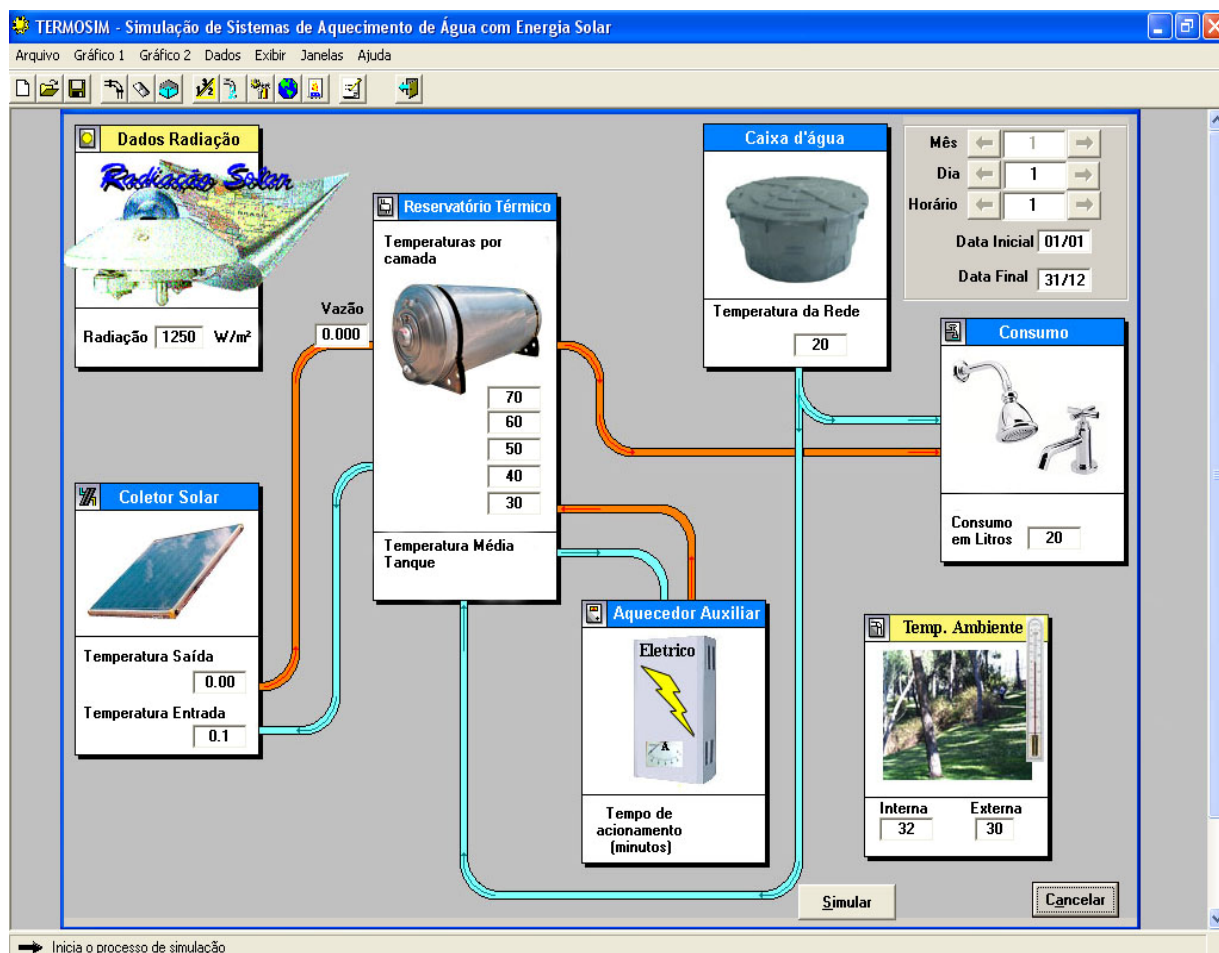 TERMOSIM - Simulação de Sistemas de Aquecimento de Água com Energia Solar
Arquivo Gráfico 1 Gráfico 2 Dados Exibir Janelas Ajuda
Dados Radiação
Radiação Solar
Radiação 1250 W/m²
Vazão
0.000
Reservatório Térmico
Temperaturas por
camada
70
60
50
40
30
Temperatura Média
Tanque
Caixa d'água
Temperatura da Rede
20
Mês 1
Dia 1
Horário 1
Data Inicial 01/01
Data Final 31/12
Consumo
Consumo
em Litros 20
Coletor Solar
Temperatura Saída
0.00
Temperatura Entrada
0.1
Aquecedor Auxiliar
Eletrico
A
Tempo de
acionamento
(minutos)
Temp. Ambiente
Interna Externa
32 30
Simular
Cancelar
Inicia o processo de simulação